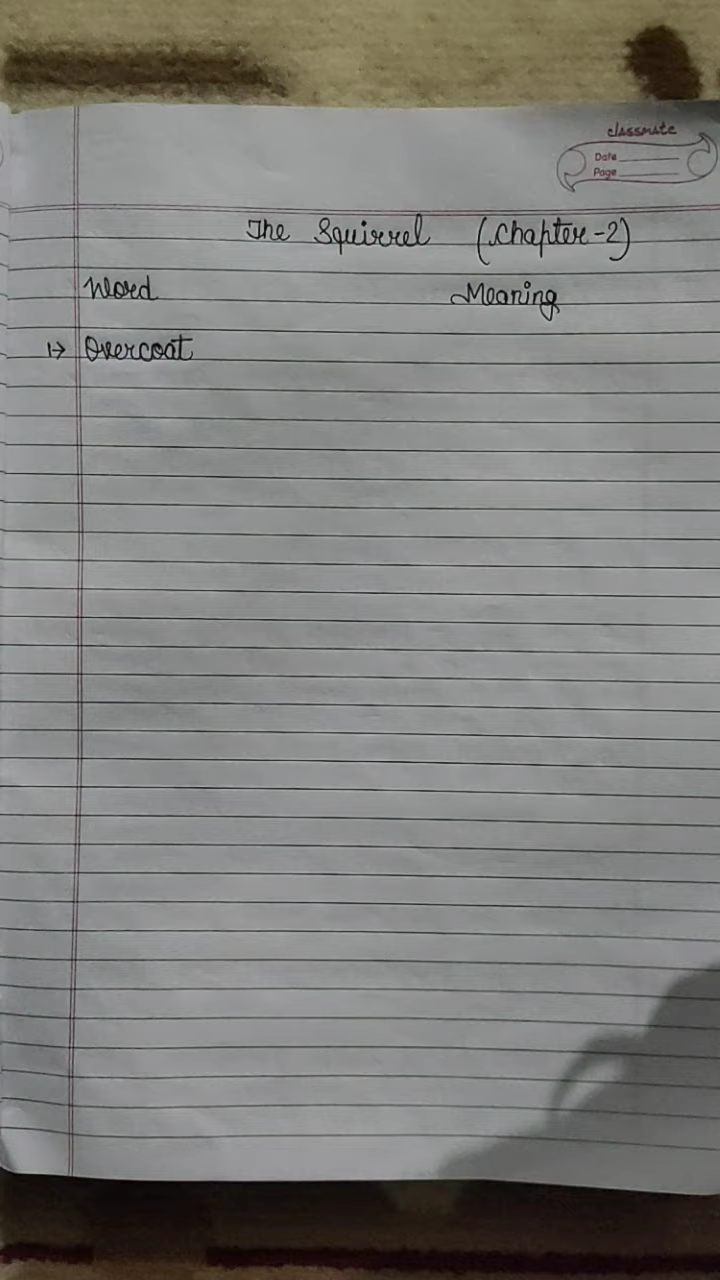 classmate
Date
Page
The Squirrel (Chapter-2)
Word Meaning
1→ Overcoat